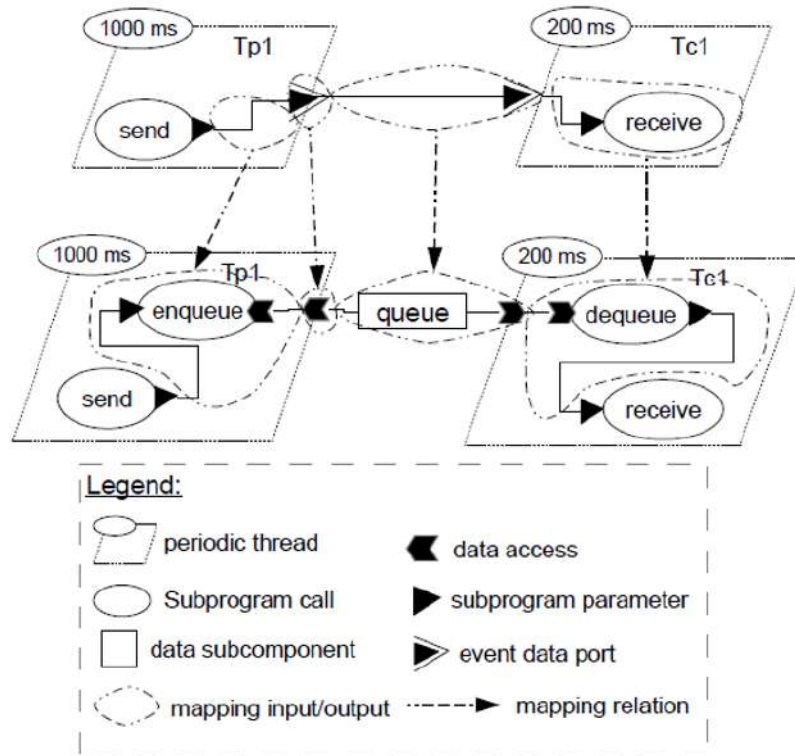 1000 ms
Tp1
200 ms
Tc1
send
receive
1000 ms
Tp1
200 ms
Tc1
enqueue
queue
dequeue
send
receive
Legend:
periodic thread
data access
Subprogram call
subprogram parameter
data subcomponent
event data port
mapping input/output
mapping relation